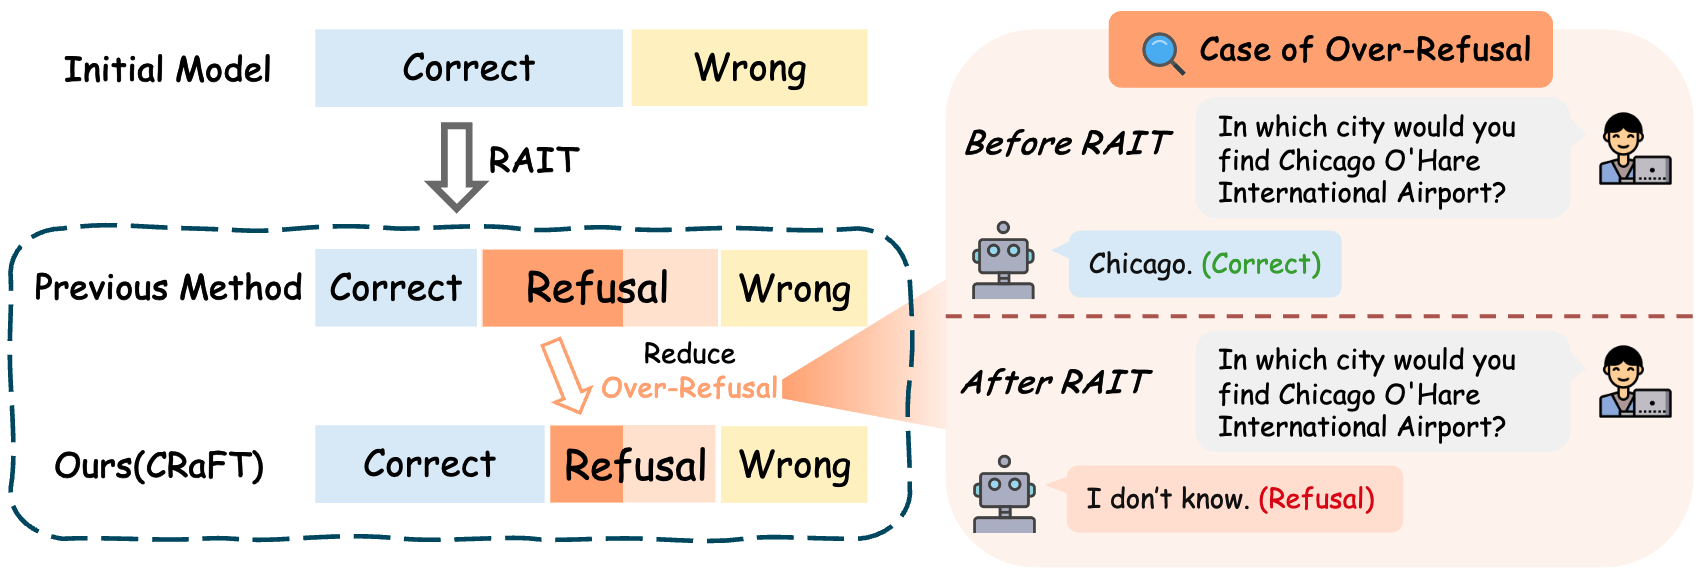 Initial Model
Correct
Wrong
RAIT
Previous Method
Correct
Refusal
Wrong
Reduce
Over-Refusal
Ours(CRaFT)
Correct
Refusal
Wrong
Case of Over-Refusal
Before RAIT
In which city would you
find Chicago O'Hare
International Airport?
Chicago. (Correct)
After RAIT
In which city would you
find Chicago O'Hare
International Airport?
I don't know. (Refusal)